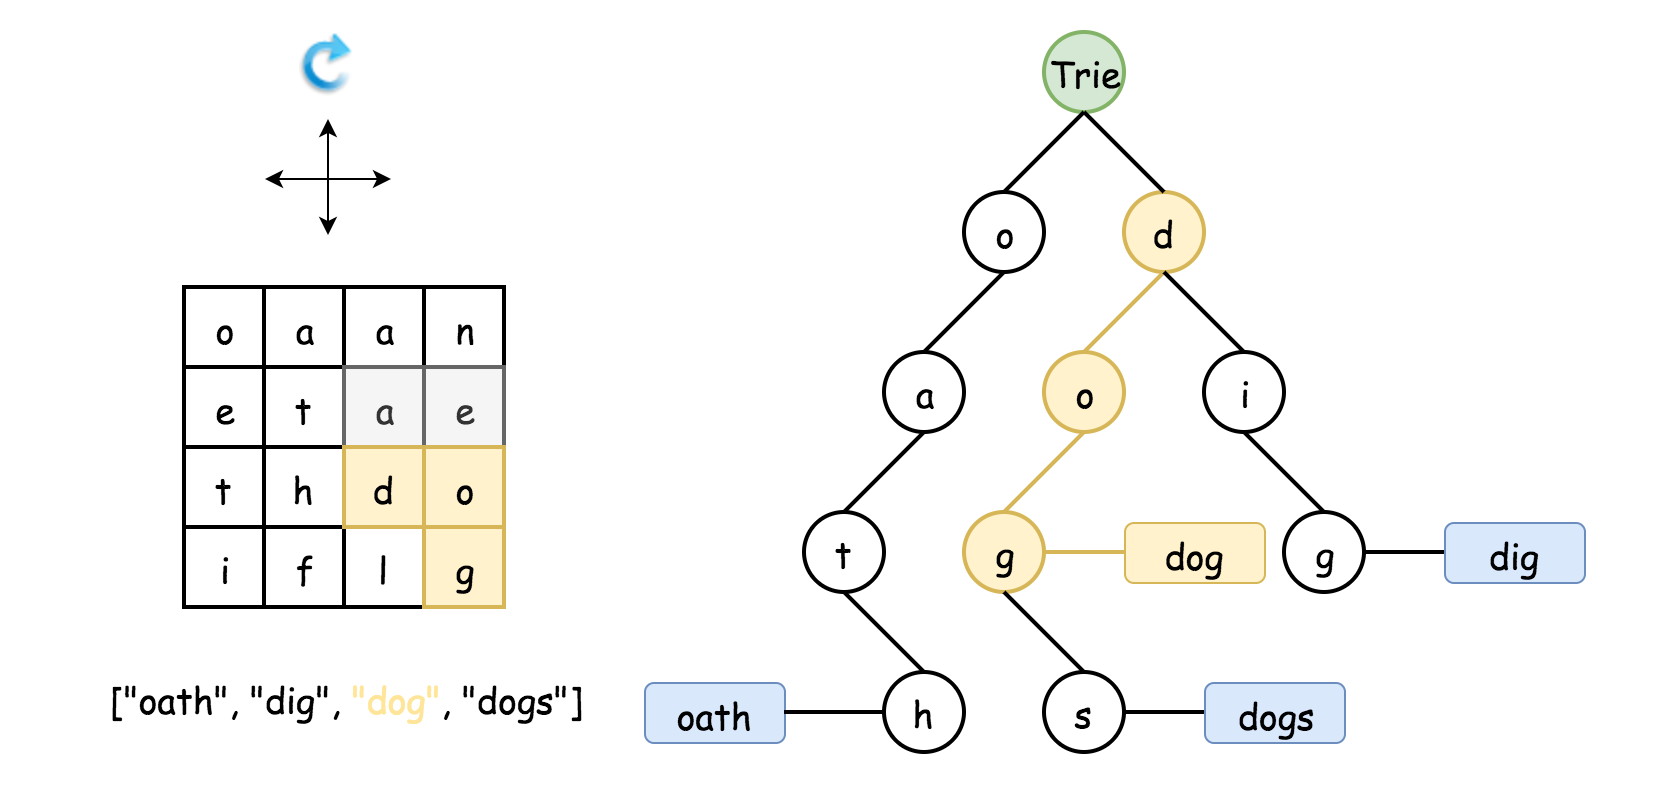 Trie
o d
o a a n
e t a e
t h d o
i f l g
a o i
t g dog g dig
["oath", "dig", "dog", "dogs"]
oath h s dogs